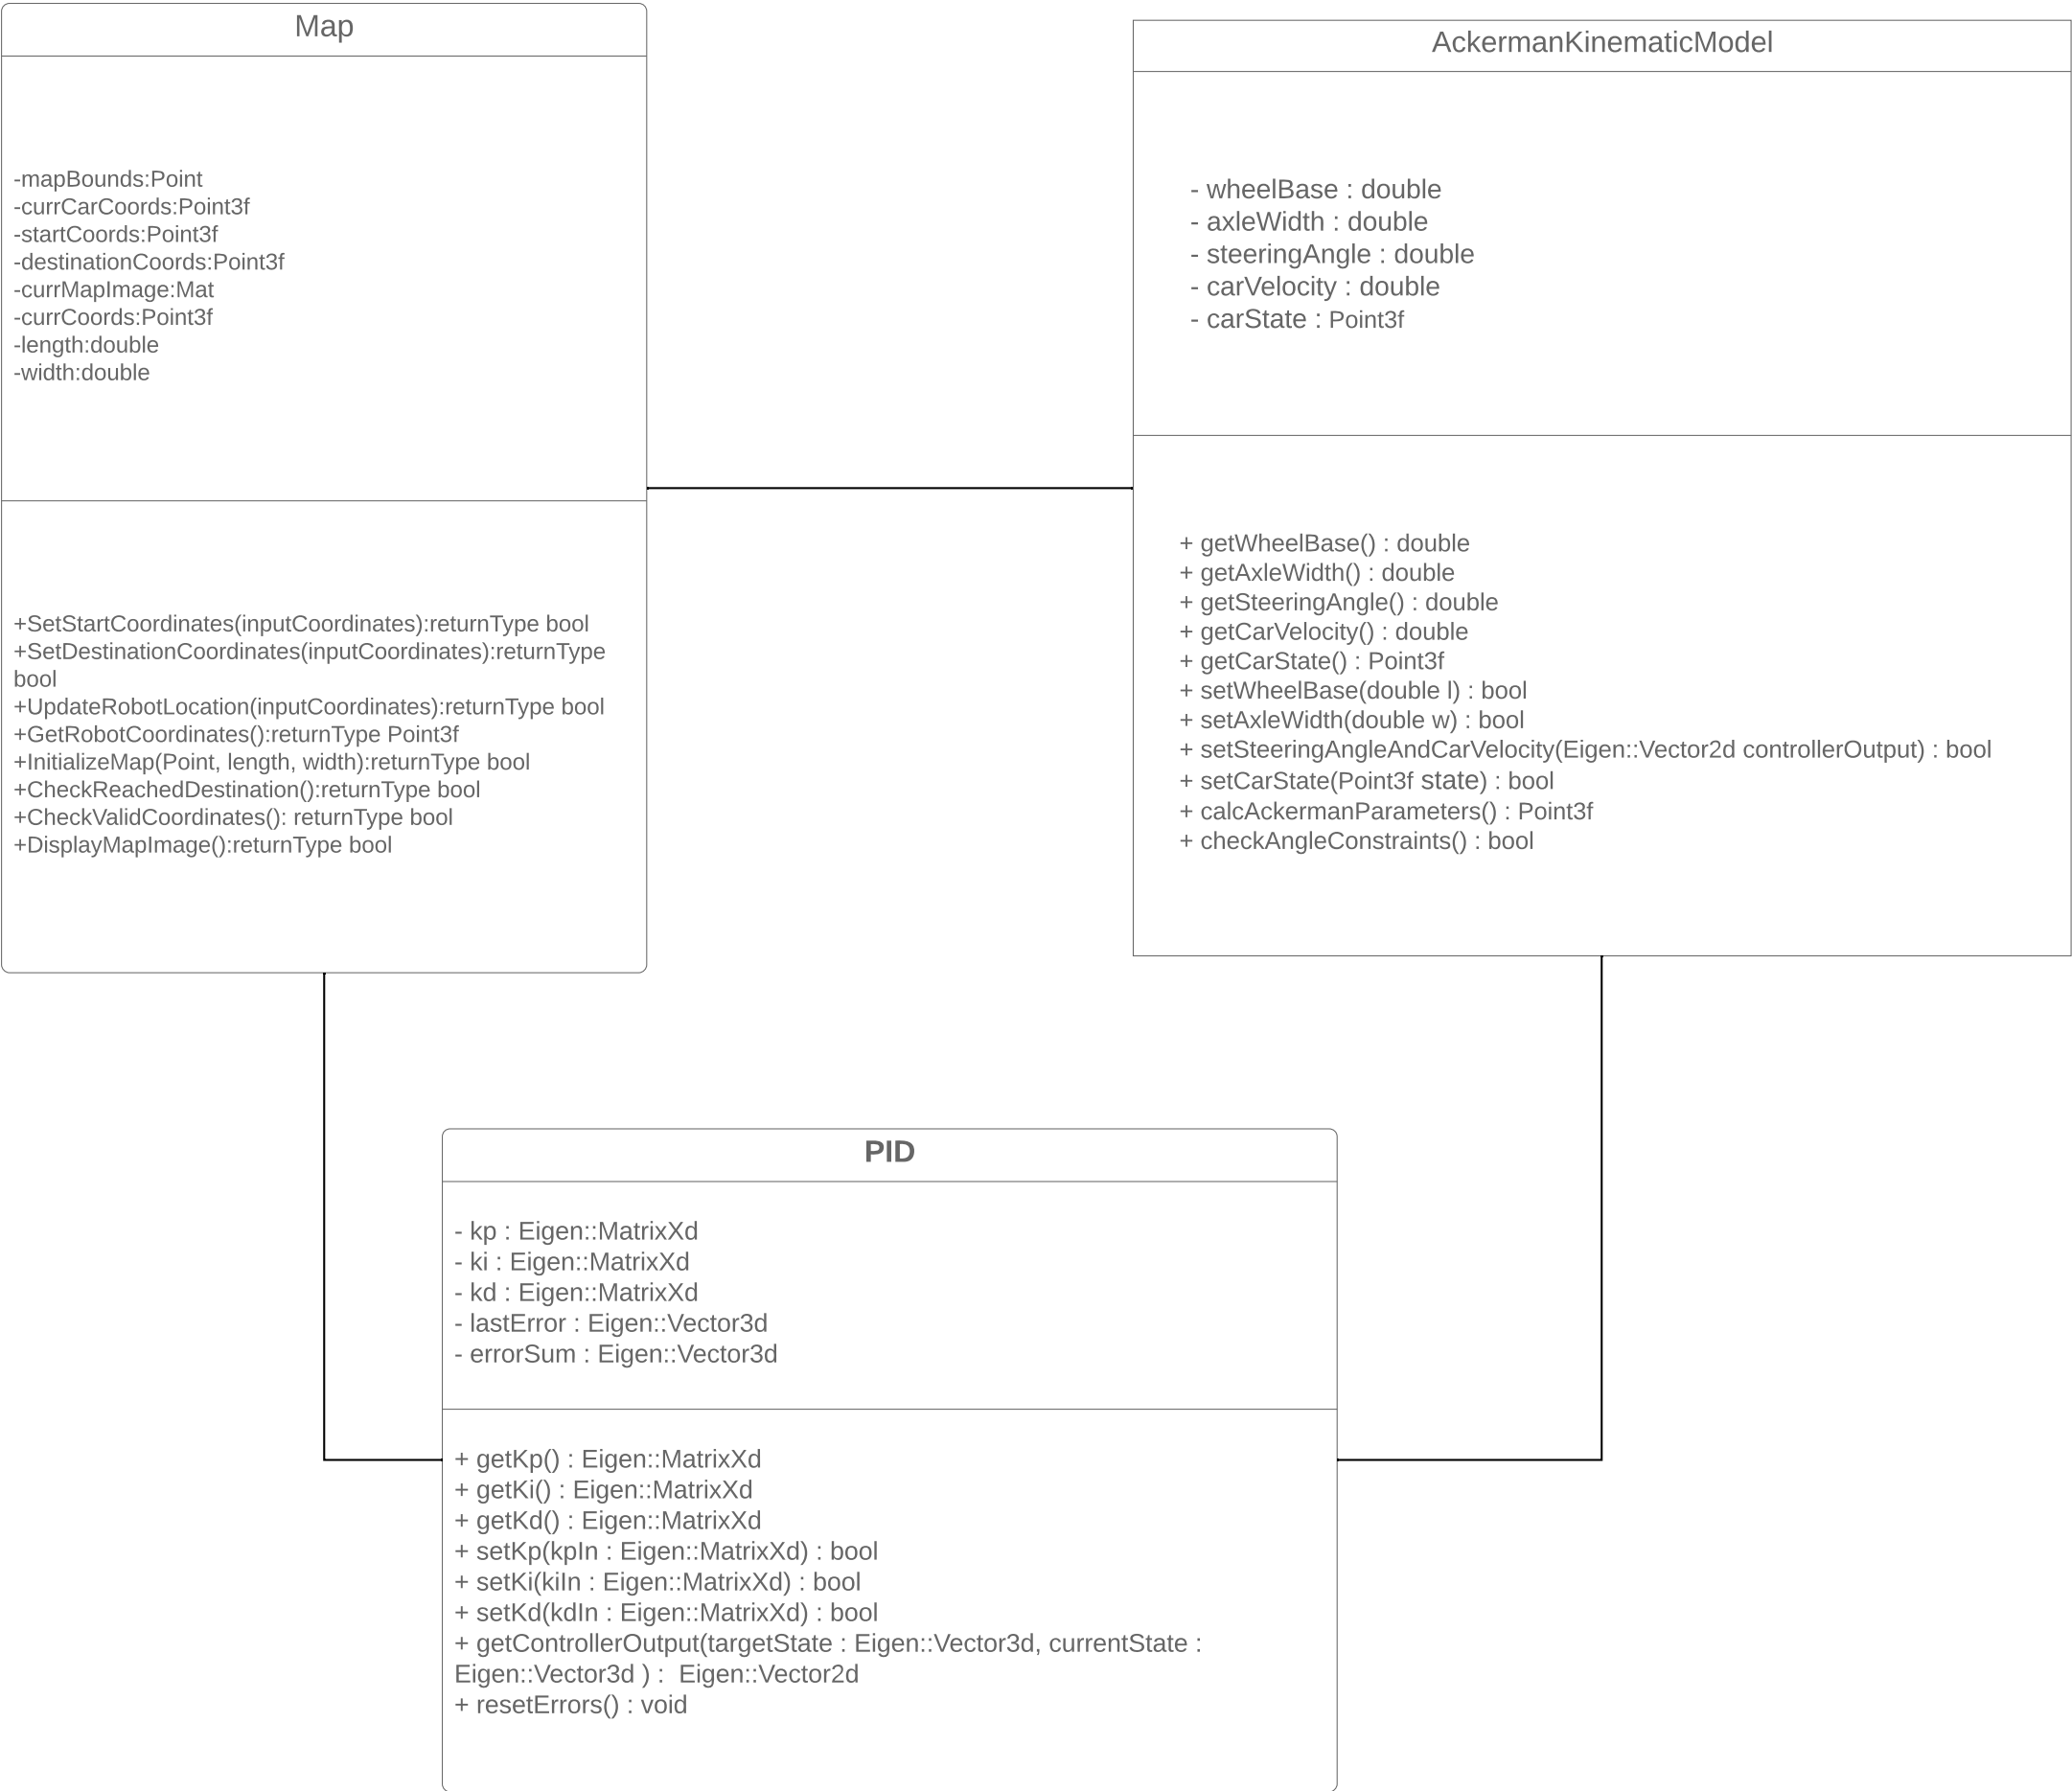 Map
-mapBounds:Point
-currCarCoords:Point3f
-startCoords:Point3f
-destinationCoords:Point3f
-currMapImage:Mat
-currCoords:Point3f
-length:double
-width:double
+SetStartCoordinates(inputCoordinates):returnType bool
+SetDestinationCoordinates(inputCoordinates):returnType
bool
+UpdateRobotLocation(inputCoordinates):returnType bool
+GetRobotCoordinates():returnType Point3f
+InitializeMap(Point, length, width):returnType bool
+CheckReachedDestination():returnType bool
+CheckValidCoordinates(): returnType bool
+DisplayMapImage():returnType bool
AckermanKinematicModel
- wheelBase : double
- axleWidth : double
- steeringAngle : double
- carVelocity : double
- carState : Point3f
+ getWheelBase() : double
+ getAxleWidth() : double
+ getSteeringAngle() : double
+ getCarVelocity() : double
+ getCarState() : Point3f
+ setWheelBase(double l) : bool
+ setAxleWidth(double w) : bool
+ setSteeringAngleAndCarVelocity(Eigen::Vector2d controllerOutput) : bool
+ setCarState(Point3f state) : bool
+ calcAckermanParameters() : Point3f
+ checkAngleConstraints() : bool
PID
- kp : Eigen::MatrixXd
- ki : Eigen::MatrixXd
- kd : Eigen::MatrixXd
- lastError : Eigen::Vector3d
- errorSum : Eigen::Vector3d
+ getKp() : Eigen::MatrixXd
+ getKi() : Eigen::MatrixXd
+ getKd() : Eigen::MatrixXd
+ setKp(kpIn : Eigen::MatrixXd) : bool
+ setKi(kiIn : Eigen::MatrixXd) : bool
+ setKd(kdIn : Eigen::MatrixXd) : bool
+ getControllerOutput(targetState : Eigen::Vector3d, currentState :
Eigen::Vector3d ) :  Eigen::Vector2d
+ resetErrors() : void